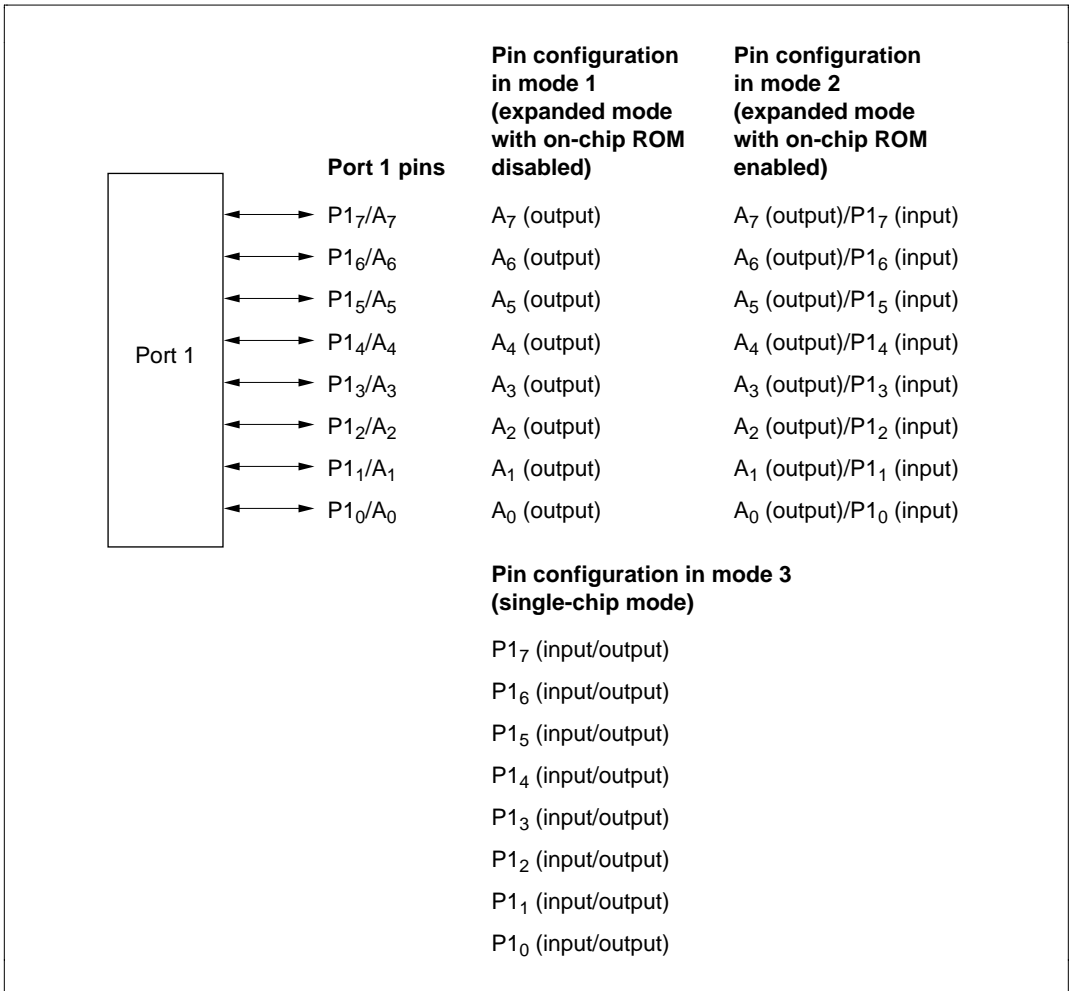 Pin configuration
in mode 1
(expanded mode
with on-chip ROM
disabled)
Pin configuration
in mode 2
(expanded mode
with on-chip ROM
enabled)
Port 1 pins
Port 1
P1₇/A₇ A₇ (output) A₇ (output)/P1₇ (input)
P1₆/A₆ A₆ (output) A₆ (output)/P1₆ (input)
P1₅/A₅ A₅ (output) A₅ (output)/P1₅ (input)
P1₄/A₄ A₄ (output) A₄ (output)/P1₄ (input)
P1₃/A₃ A₃ (output) A₃ (output)/P1₃ (input)
P1₂/A₂ A₂ (output) A₂ (output)/P1₂ (input)
P1₁/A₁ A₁ (output) A₁ (output)/P1₁ (input)
P1₀/A₀ A₀ (output) A₀ (output)/P1₀ (input)
Pin configuration in mode 3
(single-chip mode)
P1₇ (input/output)
P1₆ (input/output)
P1₅ (input/output)
P1₄ (input/output)
P1₃ (input/output)
P1₂ (input/output)
P1₁ (input/output)
P1₀ (input/output)